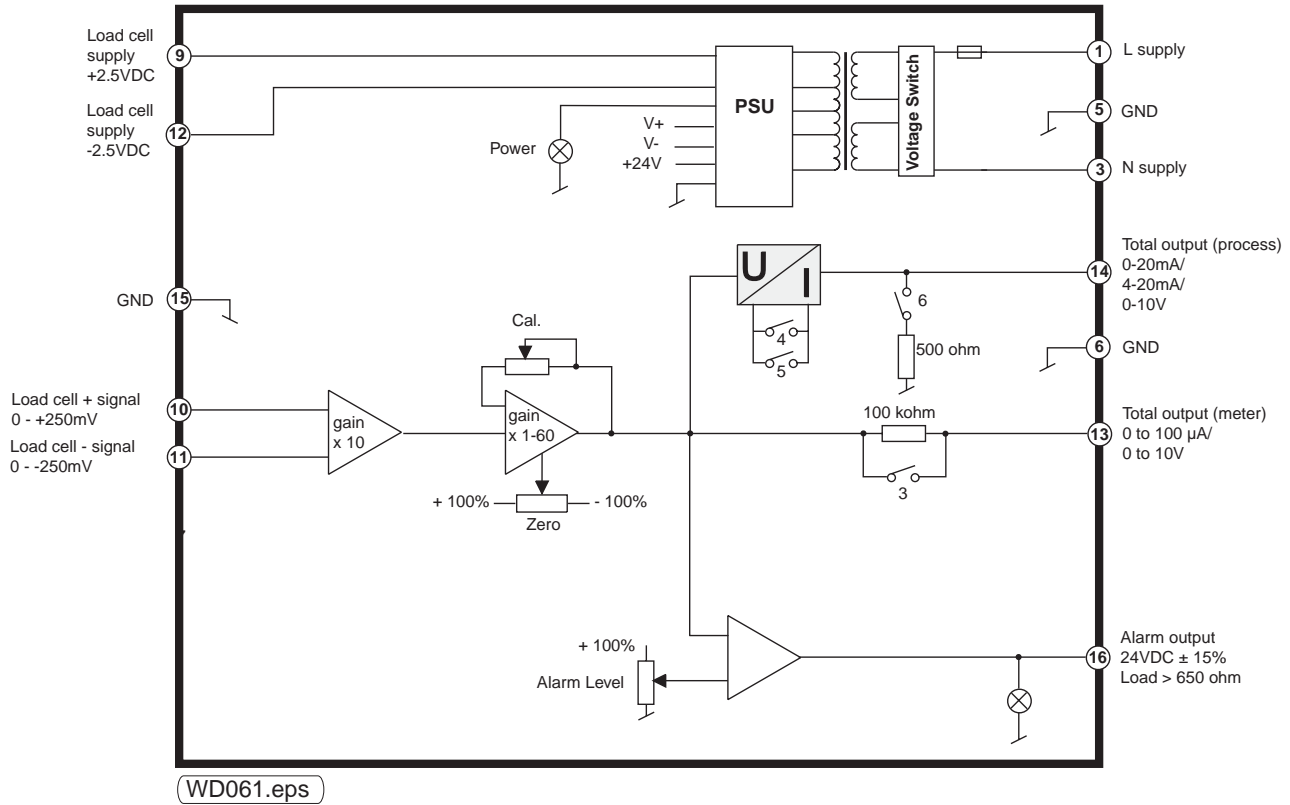 Load cell
supply
+2.5VDC
9
Load cell
supply
-2.5VDC
12
Power
V+
V-
+24V
PSU
Voltage Switch
1
L supply
5
GND
3
N supply
GND
15
U
I
4
5
6
500 ohm
14
Total output (process)
0-20mA/
4-20mA/
0-10V
6
GND
Cal.
Load cell + signal
0 - +250mV
10
Load cell - signal
0 - -250mV
11
gain
x 10
gain
x 1-60
+ 100%
- 100%
Zero
100 kohm
3
13
Total output (meter)
0 to 100 µA/
0 to 10V
+ 100%
Alarm Level
16
Alarm output
24VDC ± 15%
Load > 650 ohm
WD061.eps